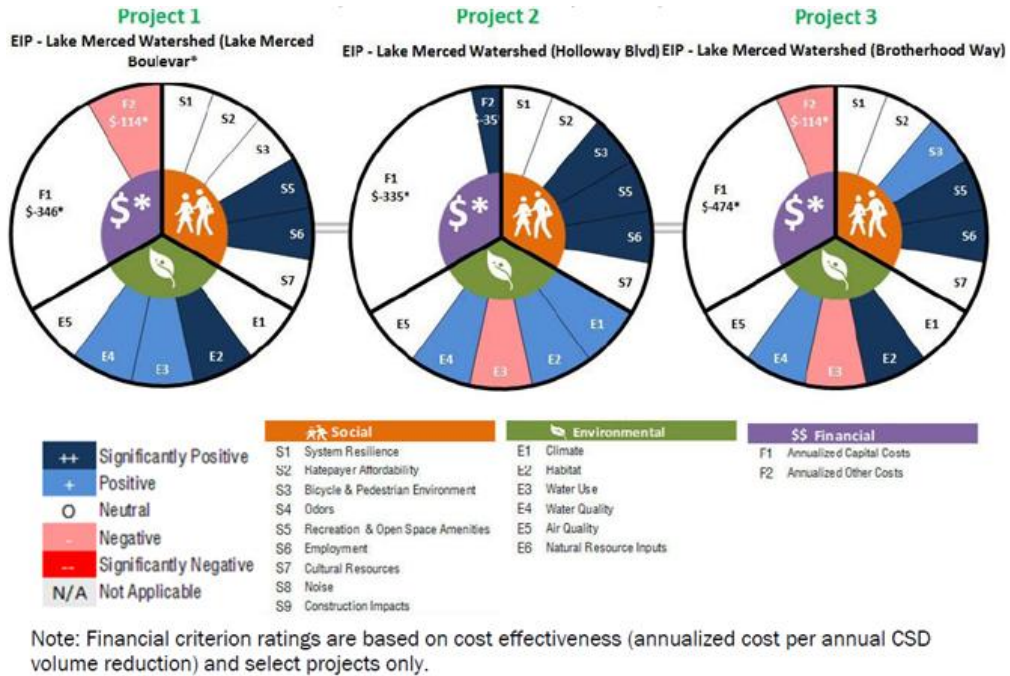 Project 1
EIP - Lake Merced Watershed (Lake Merced
Boulevar*
Project 2
EIP - Lake Merced Watershed (Holloway Blvd)
Project 3
EIP - Lake Merced Watershed (Brotherhood Way)
F2
$-114*
S1
S2
S3
S5
S6
S7
E1
E2
E3
E4
E5
F1
$-346*
$*
F2
$-35
S1
S2
S3
S5
S6
S7
E1
E2
E3
E4
E5
F1
$-335*
$*
F2
$-114*
S1
S2
S3
S5
S6
S7
E1
E2
E3
E4
E5
F1
$-474*
$*
++ Significantly Positive
+ Positive
O Neutral
- Negative
-- Significantly Negative
N/A Not Applicable
Social
S1 System Resilience
S2 Ratepayer Affordability
S3 Bicycle & Pedestrian Environment
S4 Odors
S5 Recreation & Open Space Amenities
S6 Employment
S7 Cultural Resources
S8 Noise
S9 Construction Impacts
Environmental
E1 Climate
E2 Habitat
E3 Water Use
E4 Water Quality
E5 Air Quality
E6 Natural Resource Inputs
$$ Financial
F1 Annualized Capital Costs
F2 Annualized Other Costs
Note: Financial criterion ratings are based on cost effectiveness (annualized cost per annual CSD
volume reduction) and select projects only.